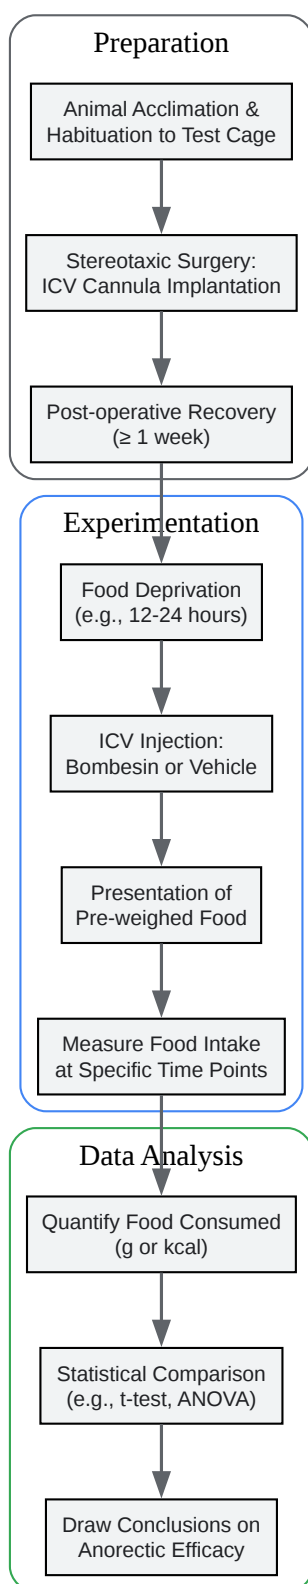 Preparation
Animal Acclimation &
Habituation to Test Cage
Stereotaxic Surgery:
ICV Cannula Implantation
Post-operative Recovery
(≥ 1 week)
Experimentation
Food Deprivation
(e.g., 12-24 hours)
ICV Injection:
Bombesin or Vehicle
Presentation of
Pre-weighed Food
Measure Food Intake
at Specific Time Points
Data Analysis
Quantify Food Consumed
(g or kcal)
Statistical Comparison
(e.g., t-test, ANOVA)
Draw Conclusions on
Anorectic Efficacy